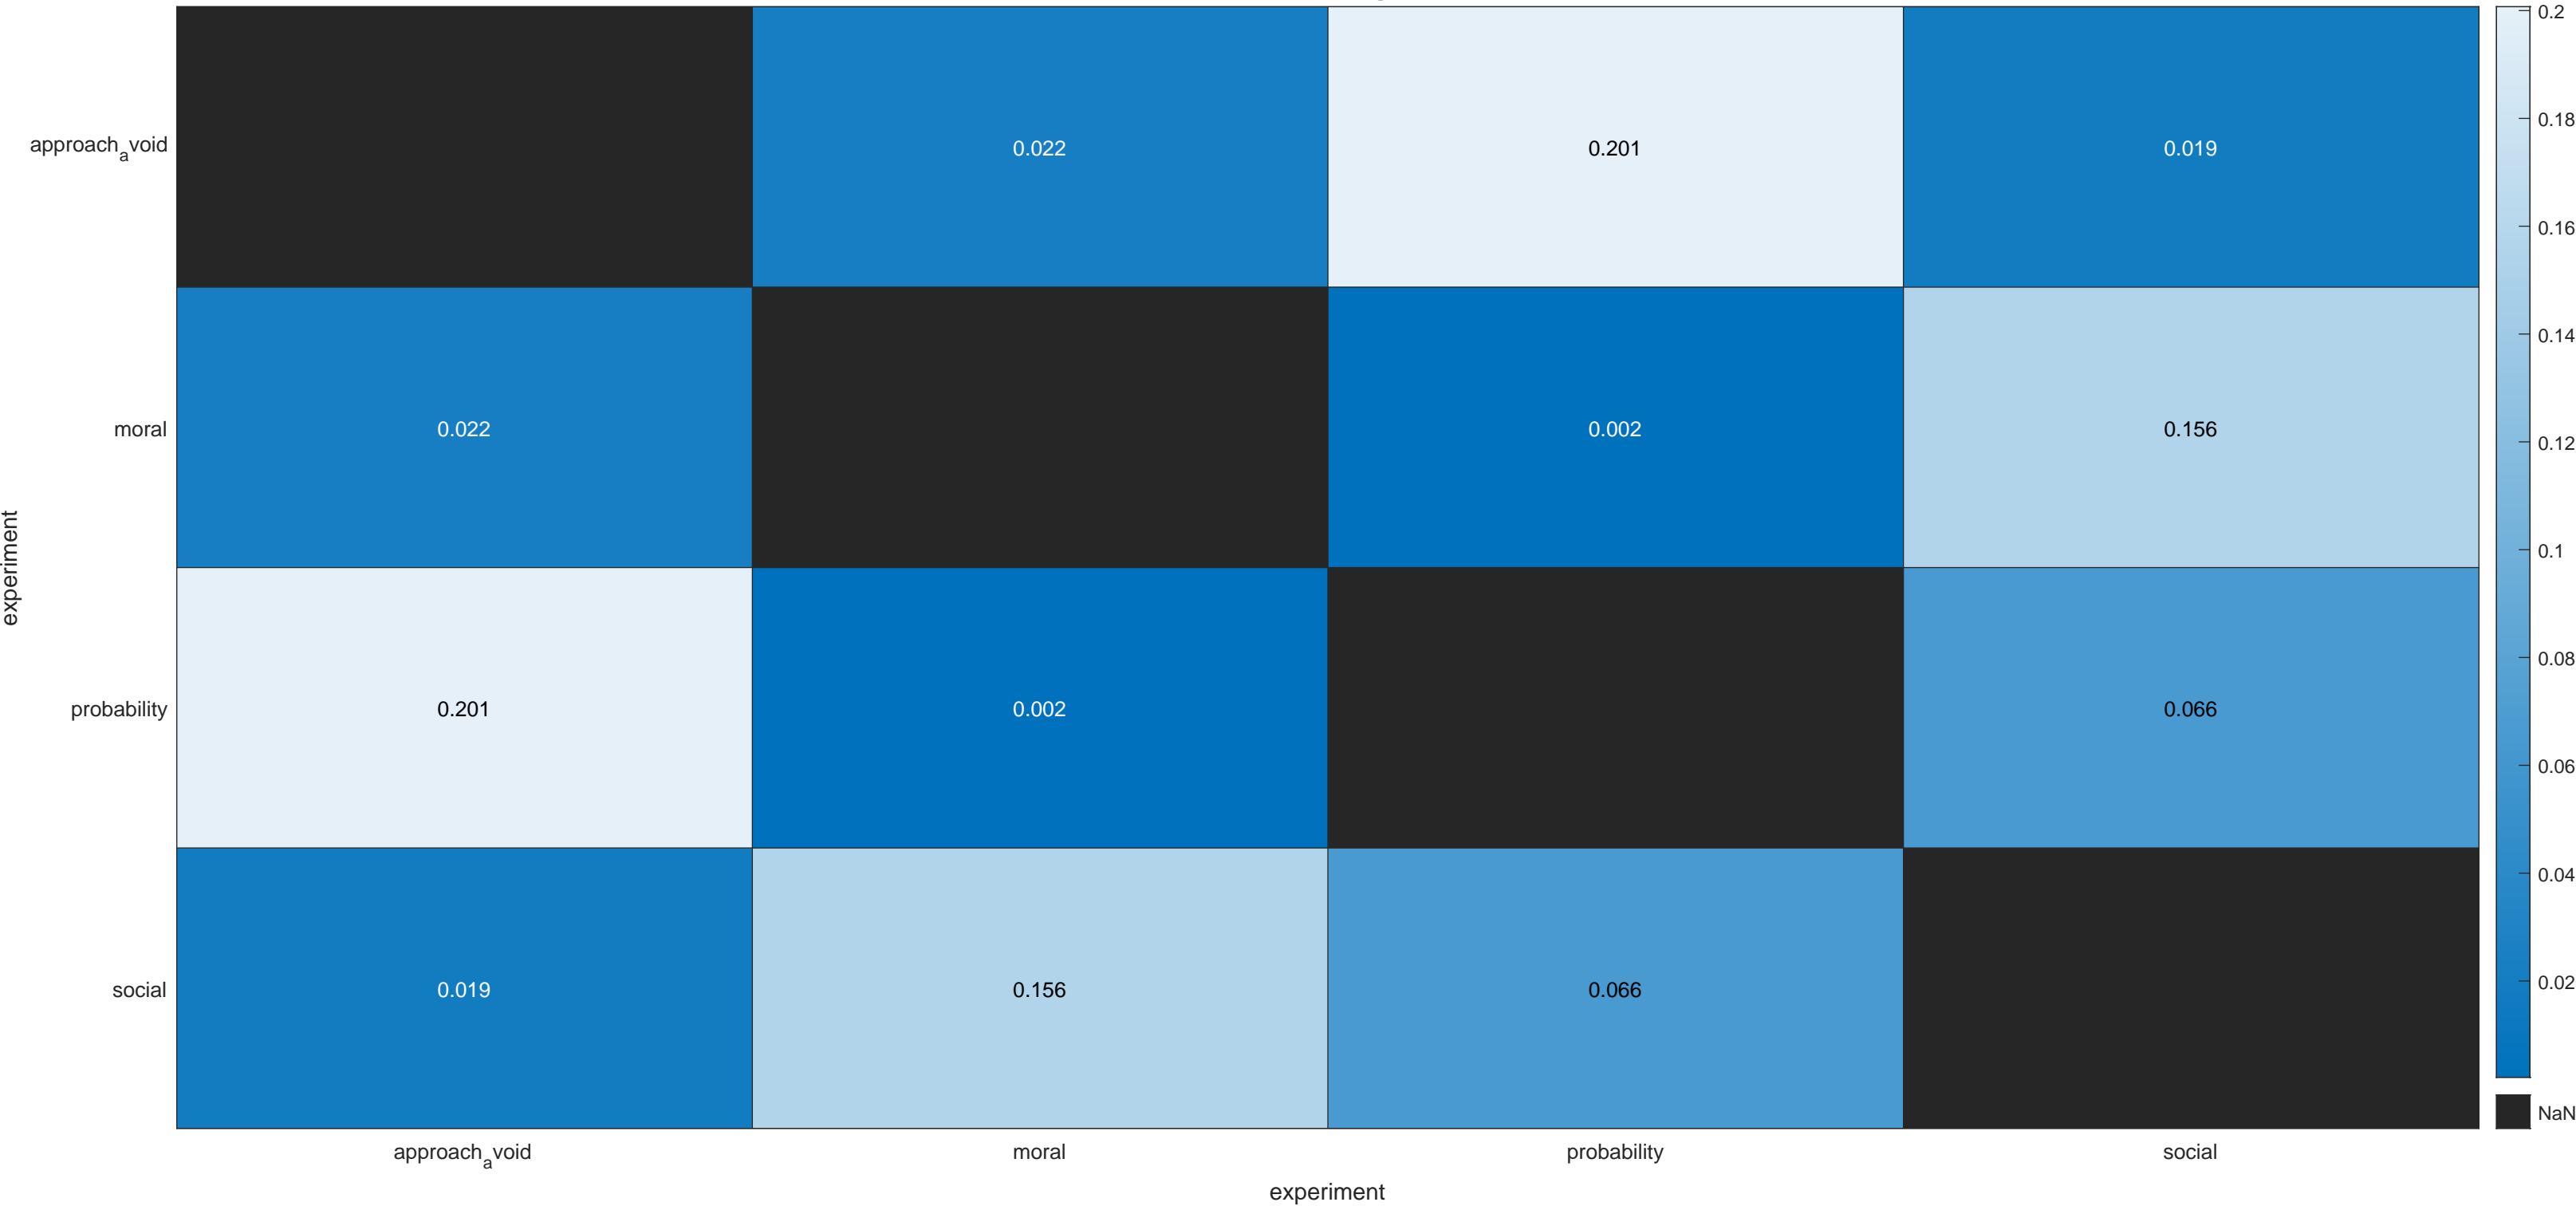 0.2
approach_avoid 0.022 0.201 0.019 0.18
0.16
0.14
moral 0.022 0.002 0.156 0.12
experiment
0.1
probability 0.201 0.002 0.066 0.08
0.06
0.04
social 0.019 0.156 0.066 0.02
NaN
approach_avoid moral probability social
experiment